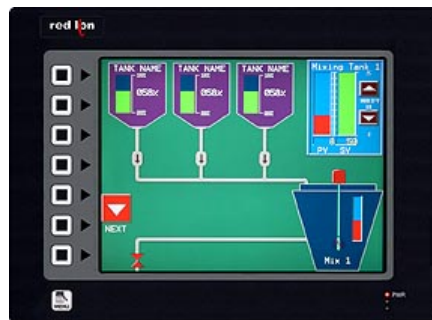 red lion
TANK NAME TANK NAME TANK NAME
Mixing Tank 1
058% 058% 058%
PV SV
NEXT
Mix 1
MENU
PWR